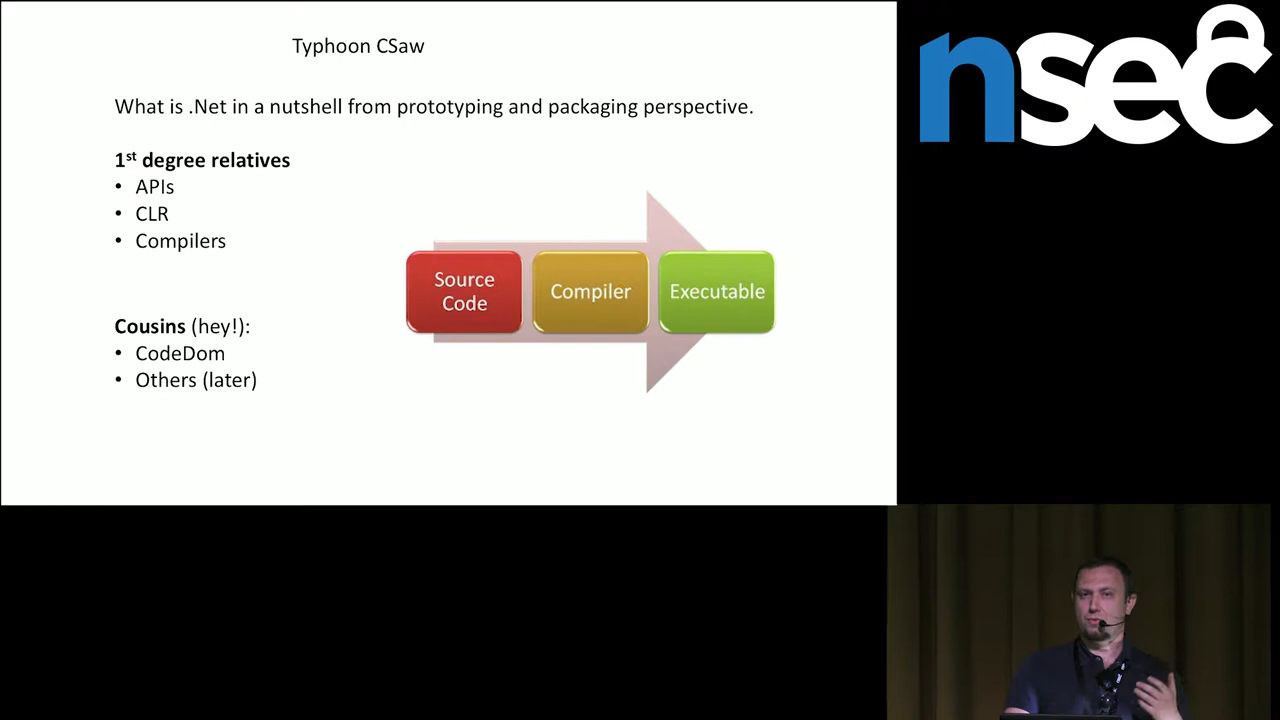 Typhoon CSaw
What is .Net in a nutshell from prototyping and packaging perspective.
1st degree relatives
• APIs
• CLR
• Compilers
Cousins (hey!):
• CodeDom
• Others (later)
Source
Code
Compiler
Executable
nsec